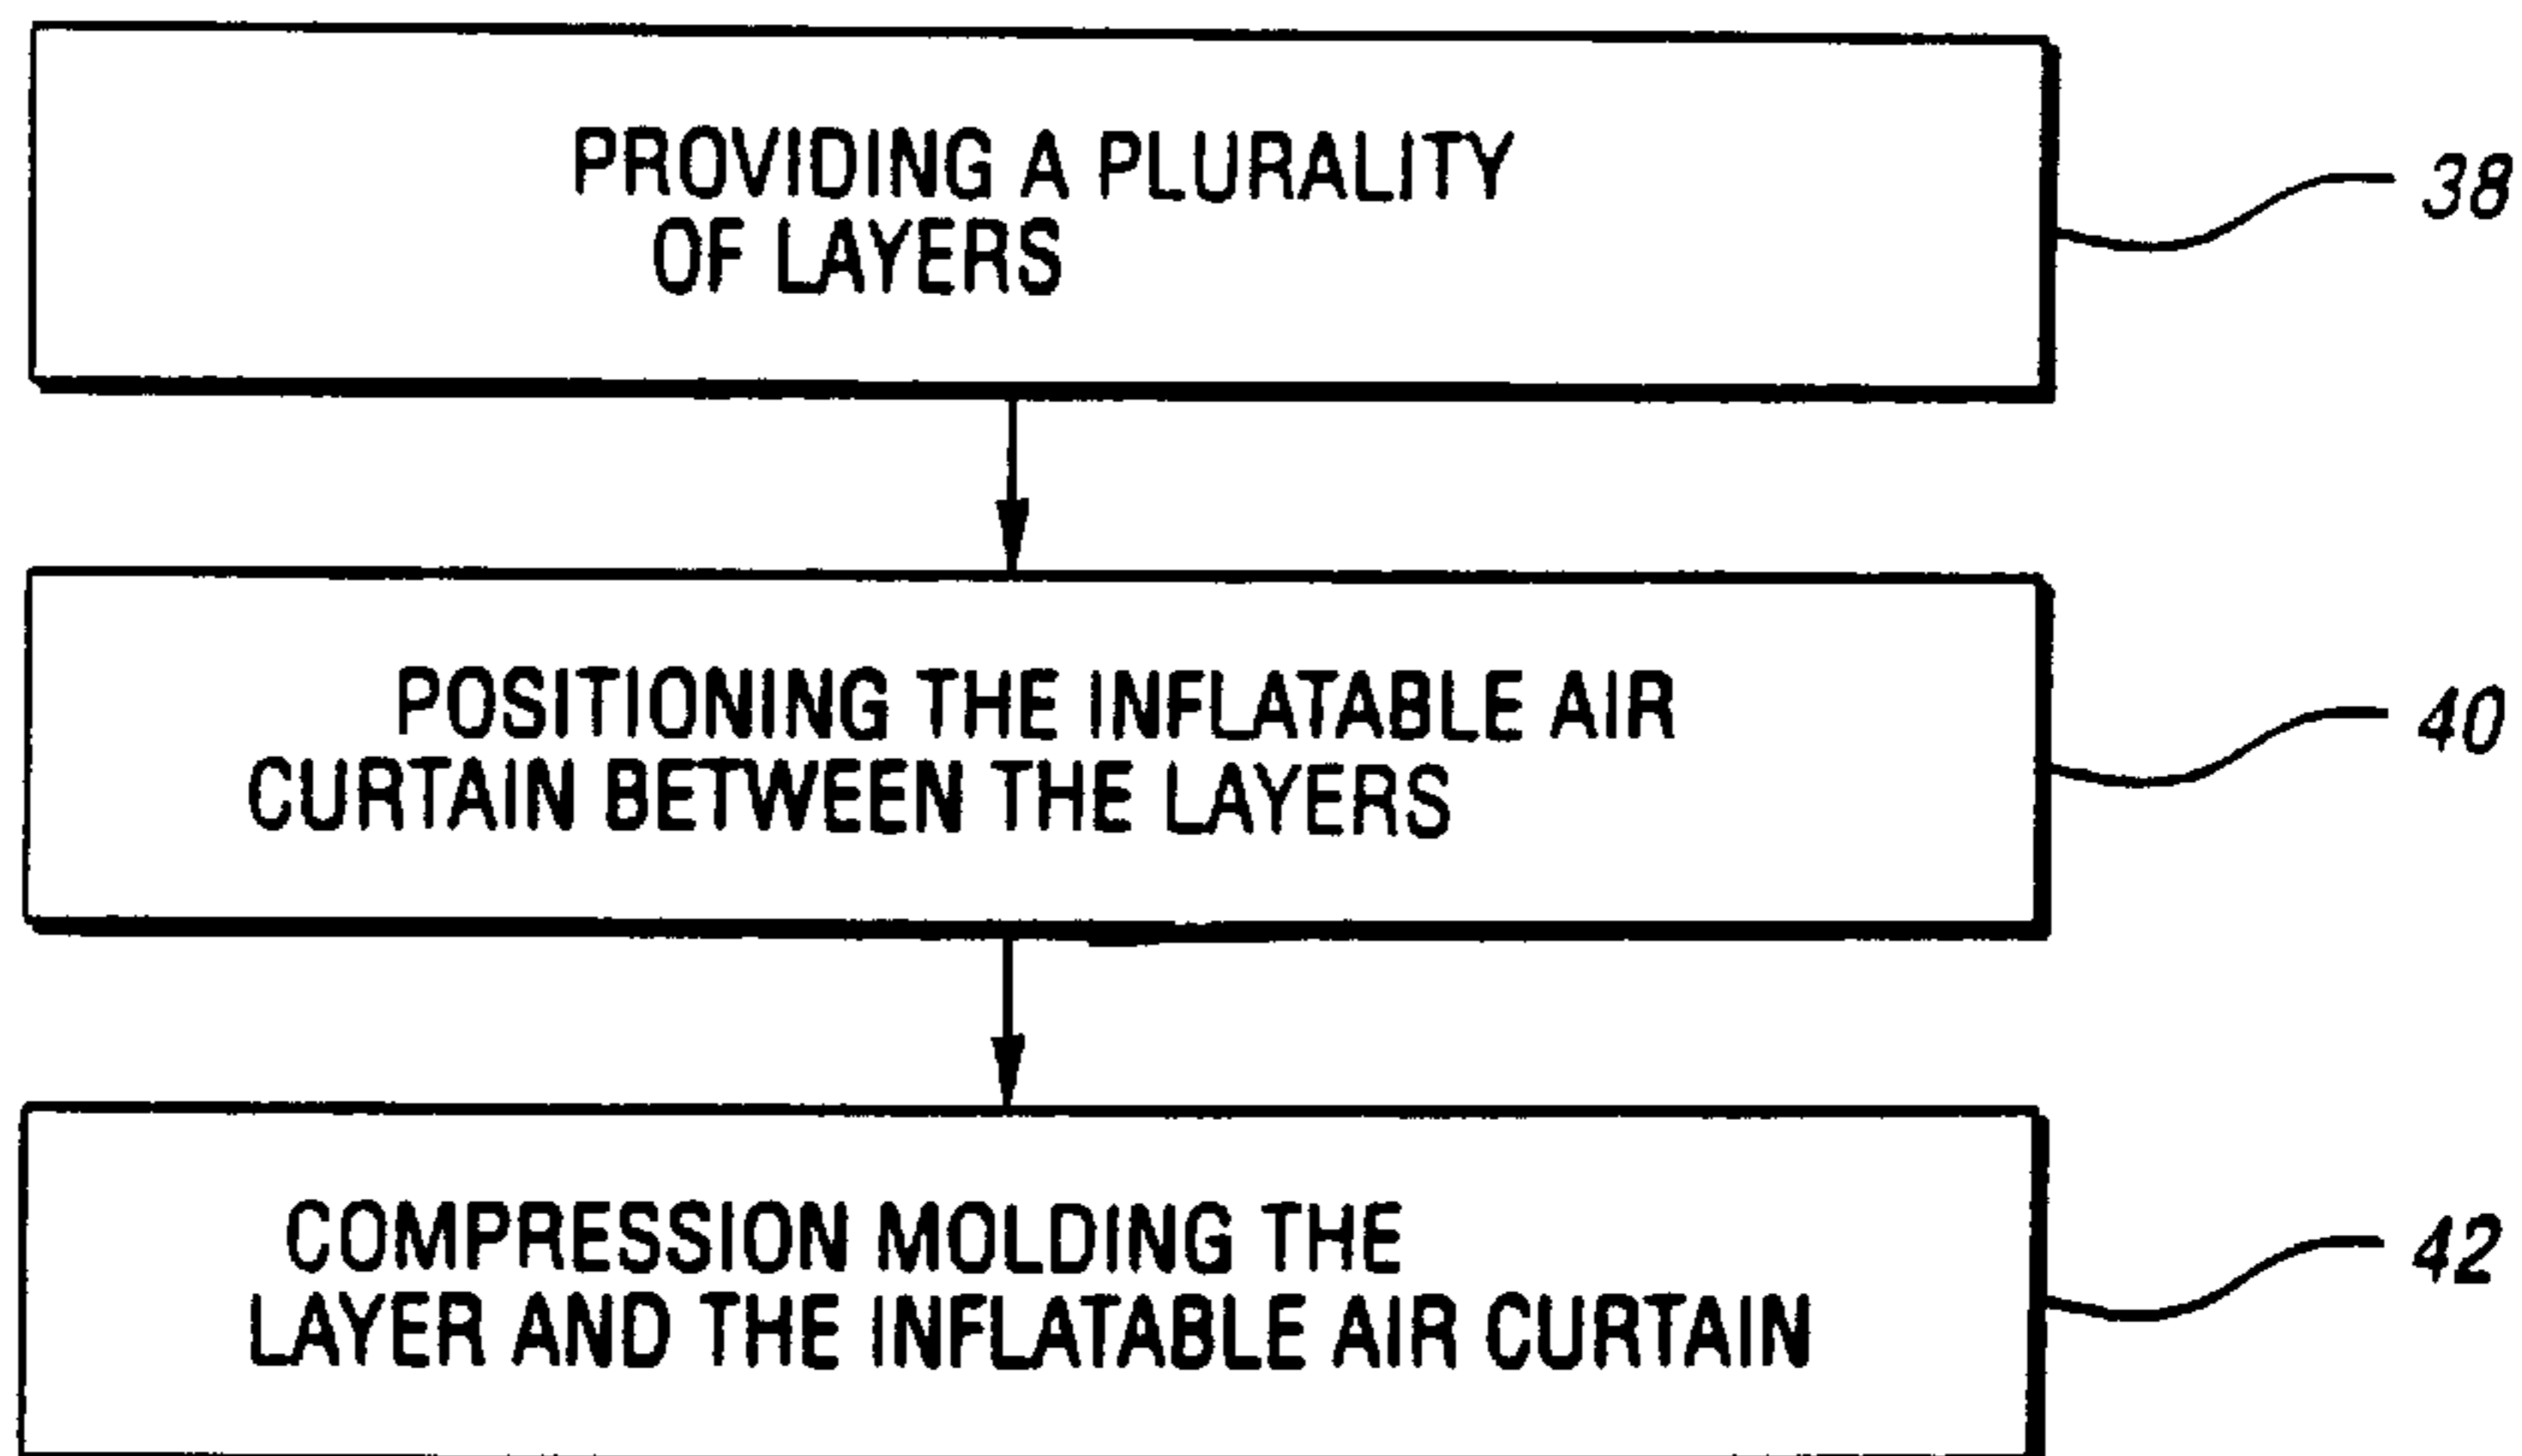 PROVIDING A PLURALITY
OF LAYERS
38
POSITIONING THE INFLATABLE AIR
CURTAIN BETWEEN THE LAYERS
40
COMPRESSION MOLDING THE
LAYER AND THE INFLATABLE AIR CURTAIN
42